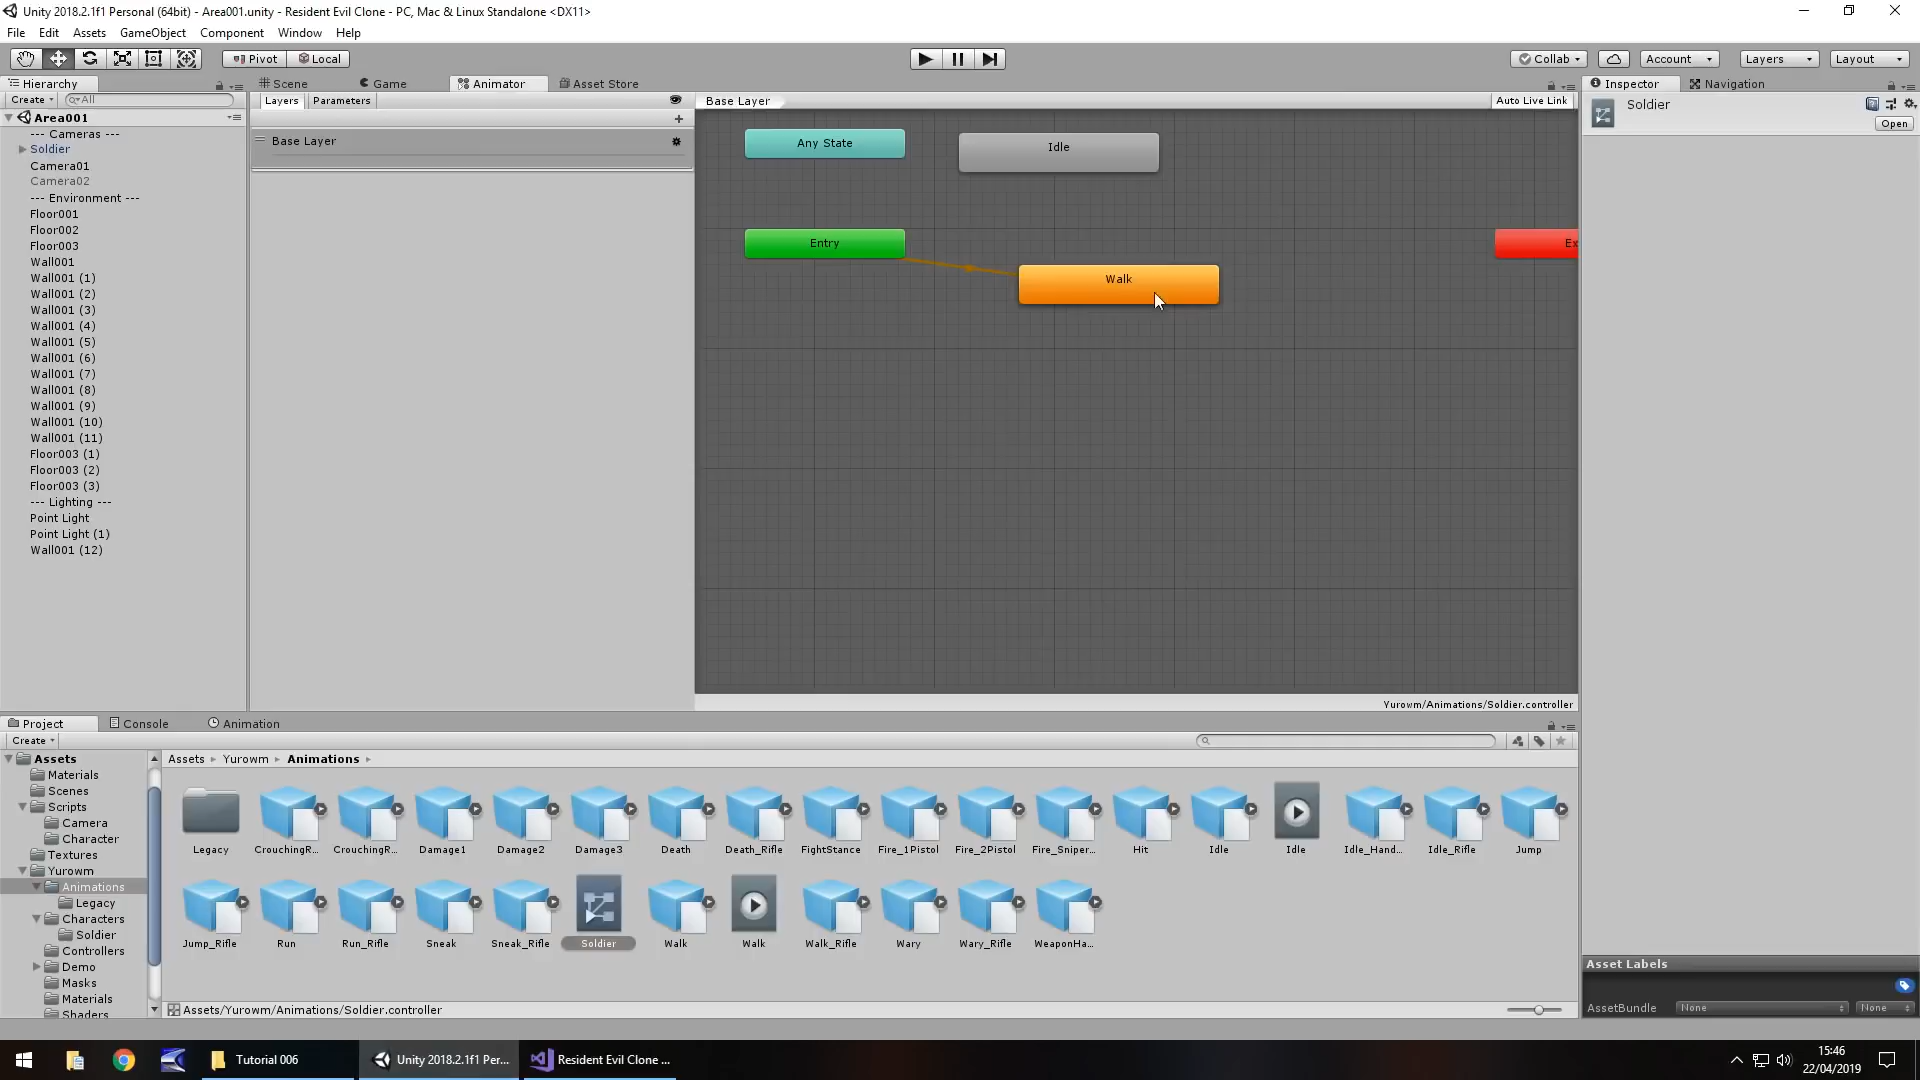 Unity 2018.2.1f1 Personal (64bit) - Area001.unity - Resident Evil Clone - PC, Mac & Linux Standalone <DX11>
File Edit Assets GameObject Component Window Help
Pivot Local Collab Account Layers Layout
Hierarchy
Create All
Area001
--- Cameras ---
Soldier
Camera01
Camera02
--- Environment ---
Floor001
Floor002
Floor003
Wall001
Wall001 (1)
Wall001 (2)
Wall001 (3)
Wall001 (4)
Wall001 (5)
Wall001 (6)
Wall001 (7)
Wall001 (8)
Wall001 (9)
Wall001 (10)
Wall001 (11)
Floor003 (1)
Floor003 (2)
Floor003 (3)
--- Lighting ---
Point Light
Point Light (1)
Wall001 (12)
Scene Game Animator Asset Store
Layers Parameters
Base Layer
Base Layer Auto Live Link
Any State
Idle
Entry
Ex
Walk
Yurowm/Animations/Soldier.controller
Inspector Navigation
Soldier
Open
Project Console Animation
Create
Assets
Materials
Scenes
Scripts
Camera
Character
Textures
Yurowm
Animations
Legacy
Characters
Soldier
Controllers
Demo
Masks
Materials
Shaders
Assets Yurowm Animations
Legacy CrouchingR... CrouchingR... Damage1 Damage2 Damage3 Death Death_Rifle FightStance Fire_1Pistol Fire_2Pistol Fire_Sniper... Hit Idle Idle Idle_Hand... Idle_Rifle Jump
Jump_Rifle Run Run_Rifle Sneak Sneak_Rifle Soldier Walk Walk Walk_Rifle Wary Wary_Rifle WeaponHa...
Assets/Yurowm/Animations/Soldier.controller
Asset Labels
AssetBundle None None
Tutorial 006 Unity 2018.2.1f1 Per... Resident Evil Clone ...
15:46
22/04/2019